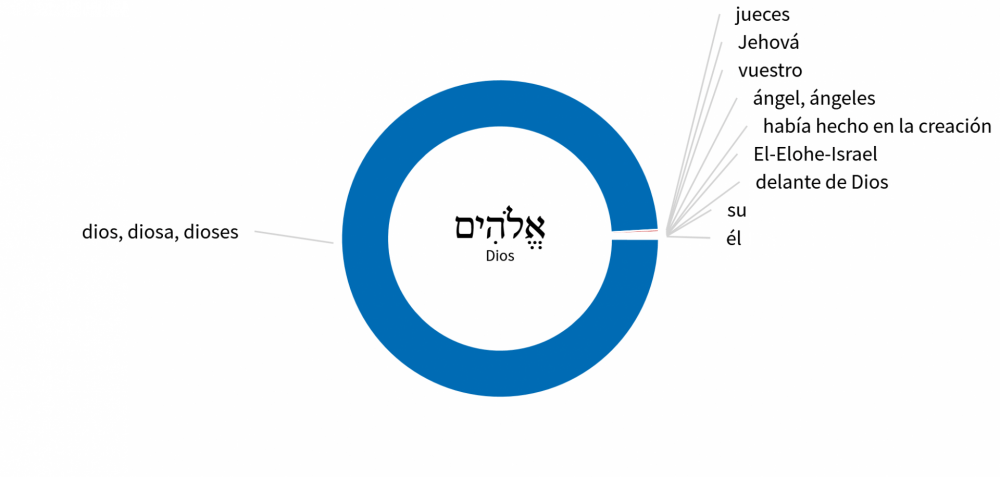 jueces
Jehová
vuestro
ángel, ángeles
había hecho en la creación
El-Elohe-Israel
delante de Dios
su
él
dios, diosa, dioses
אֱלֹהִים
Dios